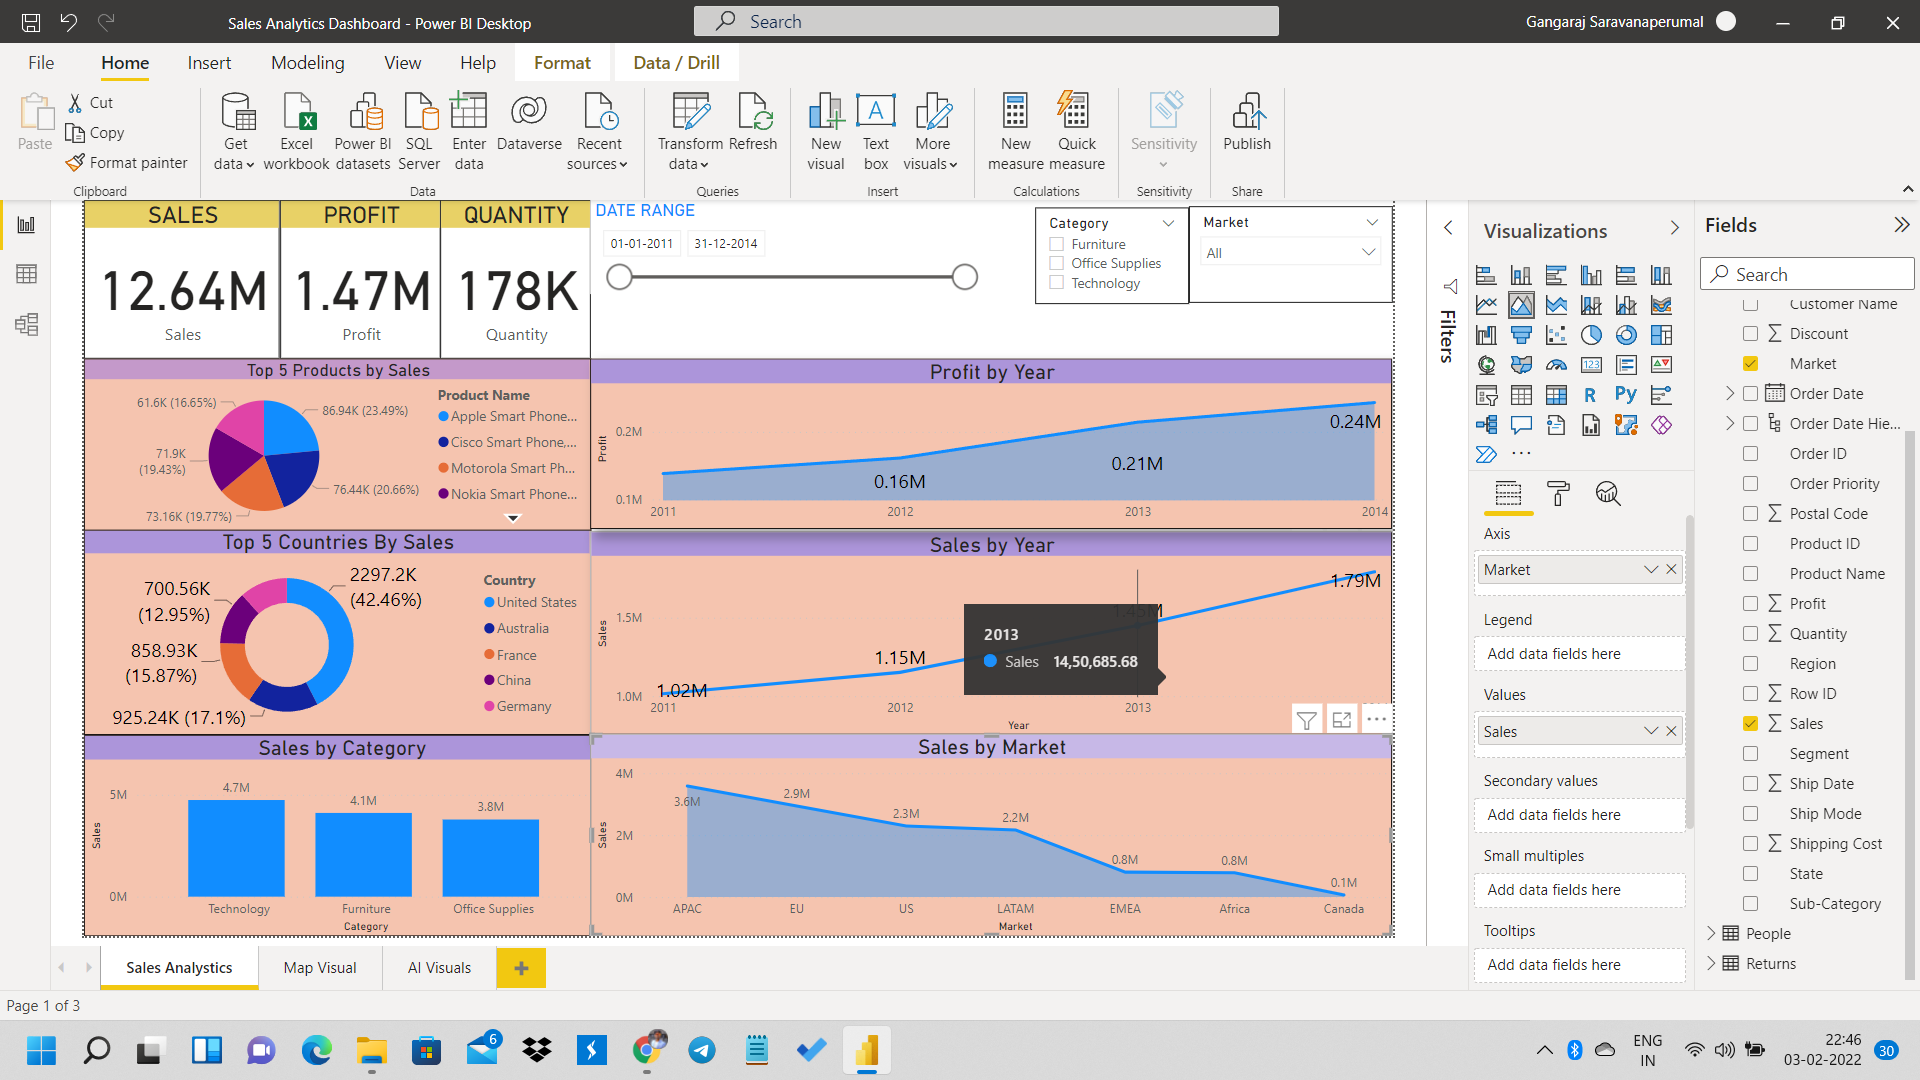 Sales Analytics Dashboard - Power BI Desktop
Search
Gangaraj Saravanaperumal
File Home Insert Modeling View Help Format Data / Drill
Paste
Cut
Copy
Format painter
Clipboard
Get data
Excel workbook
Power BI datasets
SQL Server
Enter data
Dataverse
Recent sources
Data
Transform data
Refresh
Queries
New visual
Text box
More visuals
Insert
New measure
Quick measure
Calculations
Sensitivity
Sensitivity
Publish
Share
SALES
12.64M
Sales
PROFIT
1.47M
Profit
QUANTITY
178K
Quantity
DATE RANGE
01-01-2011 31-12-2014
Category
Furniture
Office Supplies
Technology
Market
All
Top 5 Products by Sales
61.6K (16.65%)
86.94K (23.49%)
71.9K
(19.43%)
76.44K (20.66%)
73.16K (19.77%)
Product Name
Apple Smart Phone...
Cisco Smart Phone,...
Motorola Smart Ph...
Nokia Smart Phone...
Profit by Year
Profit
0.2M
0.1M
0.16M
0.21M
0.24M
2011 2012 2013 2014
Top 5 Countries By Sales
700.56K
(12.95%)
2297.2K
(42.46%)
858.93K
(15.87%)
925.24K (17.1%)
Country
United States
Australia
France
China
Germany
Sales by Year
Sales
1.5M
1.0M
1.02M
1.15M
1.45M
1.79M
2013
Sales 14,50,685.68
2011 2012 2013
Year
Sales by Category
Sales
5M
0M
4.7M
4.1M
3.8M
Technology Furniture Office Supplies
Category
Sales by Market
Sales
4M
2M
0M
3.6M
2.9M
2.3M
2.2M
0.8M
0.8M
0.1M
APAC EU US LATAM EMEA Africa Canada
Market
Filters
Visualizations
123
R
Py
Axis
Market
Legend
Add data fields here
Values
Sales
Secondary values
Add data fields here
Small multiples
Add data fields here
Tooltips
Add data fields here
Fields
Search
Customer Name
Discount
Market
Order Date
Order Date Hie...
Order ID
Order Priority
Postal Code
Product ID
Product Name
Profit
Quantity
Region
Row ID
Sales
Segment
Ship Date
Ship Mode
Shipping Cost
State
Sub-Category
People
Returns
Sales Analystics Map Visual AI Visuals
Page 1 of 3
6
ENG
IN
22:46
03-02-2022
30